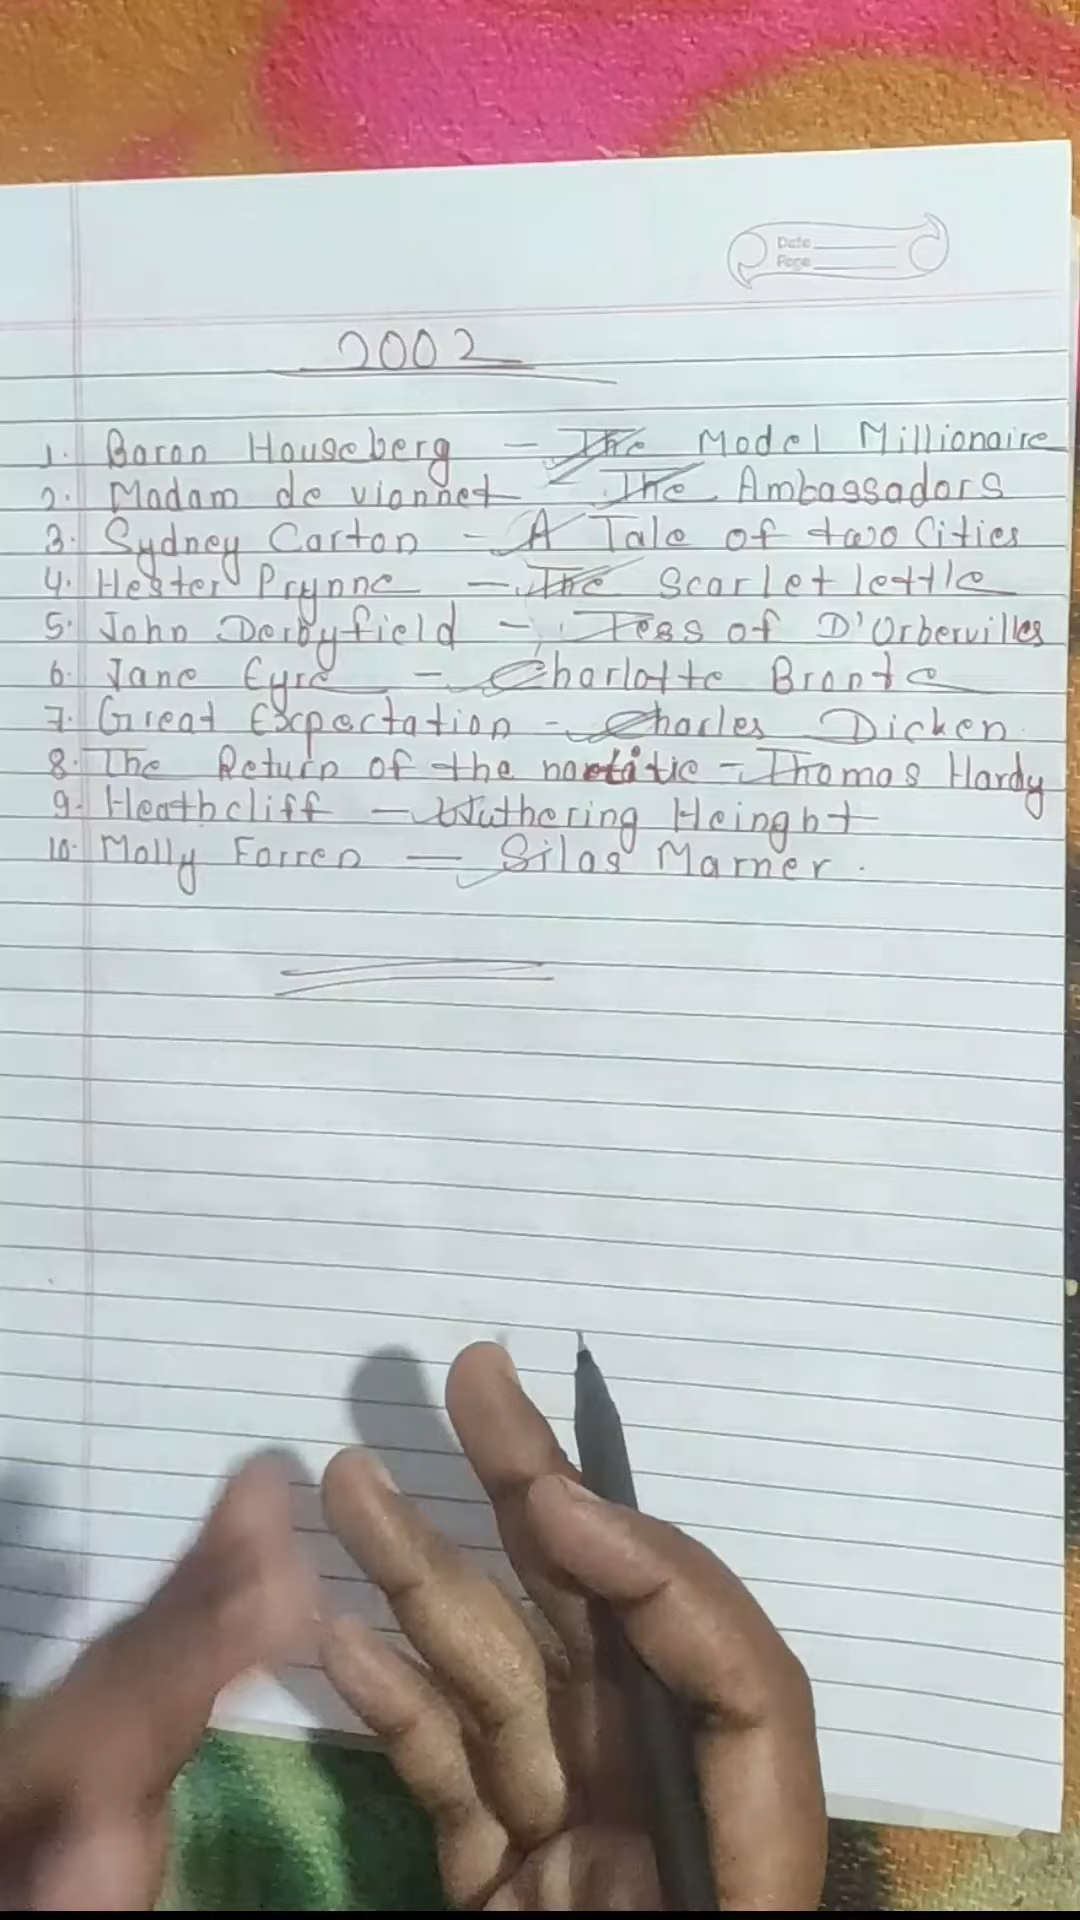 Date
Page
2002
1. Baron Houseberg - The Model Millionaire
2. Madam de vionnet - The Ambassadors
3. Sydney Carton - A Tale of two Cities
4. Hester Prynne - The Scarlet lettle
5. John Derbyfield - Tess of D'Orbervilles
6. Jane Eyre - Charlotte Bronte
7. Great Expectation - Charles Dicken
8. The Return of the natitie - Thomas Hardy
9. Heathcliff - Wuthering Heinght
10. Molly Farren - Silas Marner.